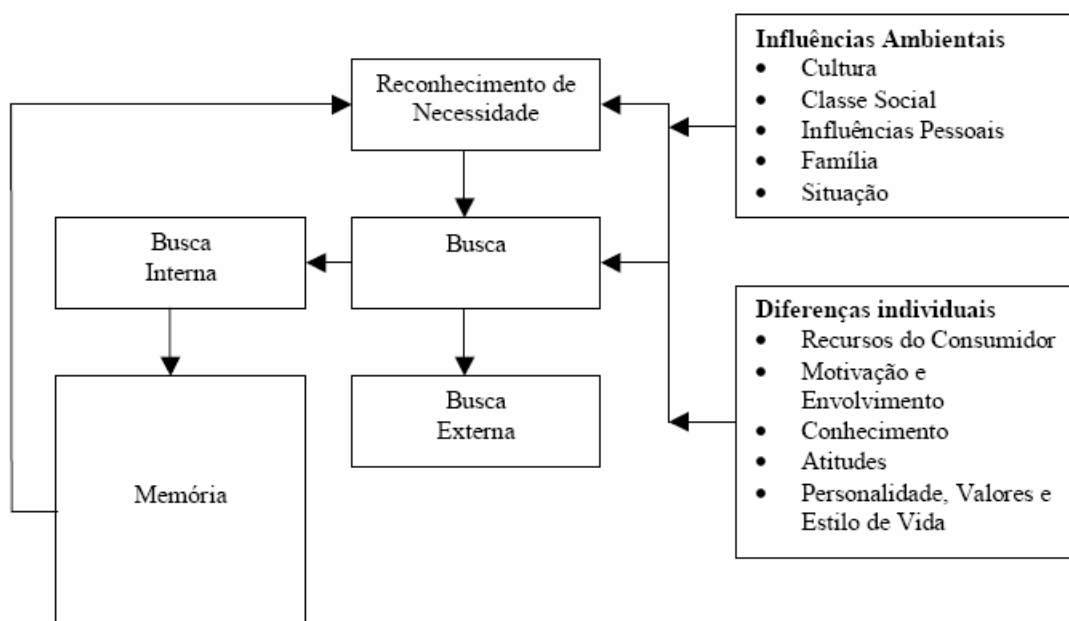 Reconhecimento de
Necessidade
Busca
Interna
Busca
Busca
Externa
Memória
Influências Ambientais
• Cultura
• Classe Social
• Influências Pessoais
• Família
• Situação
Diferenças individuais
• Recursos do Consumidor
• Motivação e
Envolvimento
• Conhecimento
• Atitudes
• Personalidade, Valores e
Estilo de Vida